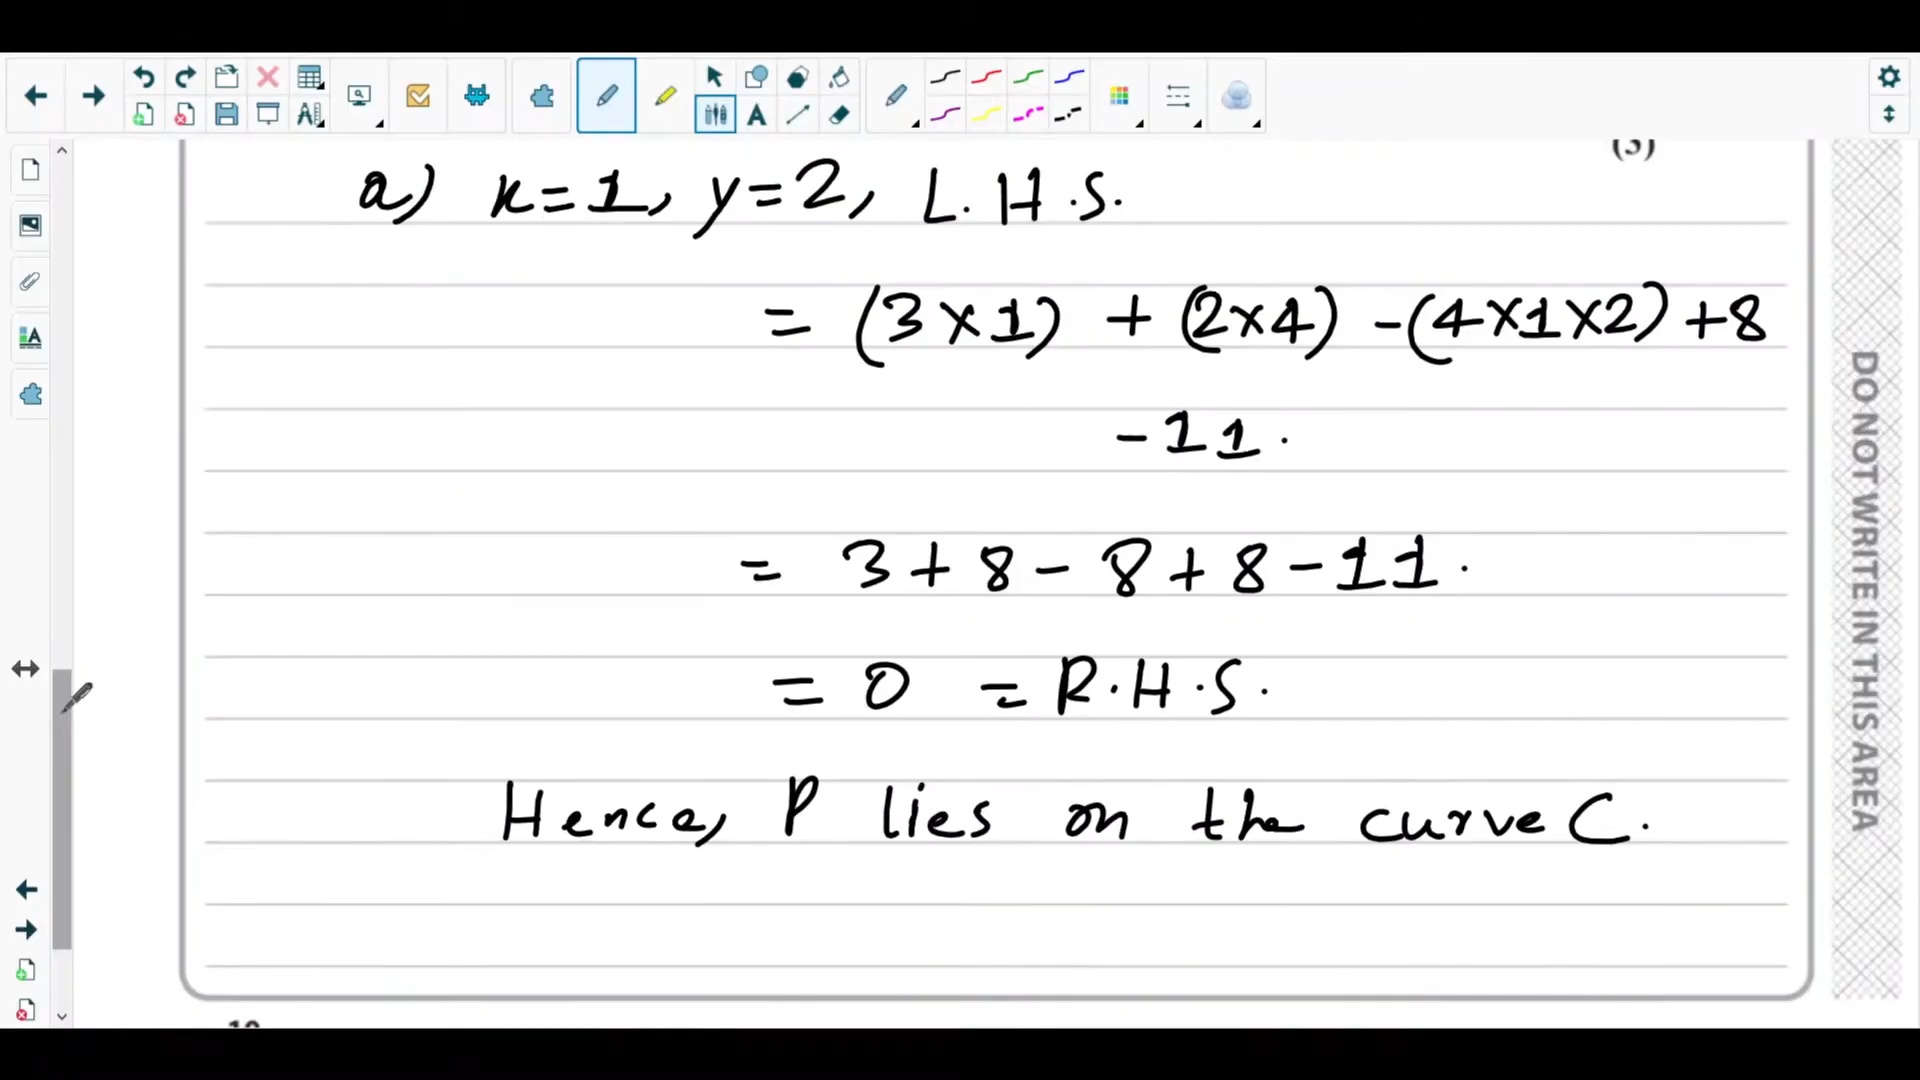 (3)
a) x=1, y=2, L.H.S.
= (3×1) + (2×4) -(4×1×2) +8
-11.
= 3+8-8+8-11.
= 0 = R.H.S.
Hence, P lies on the curve C.
DO NOT WRITE IN THIS AREA